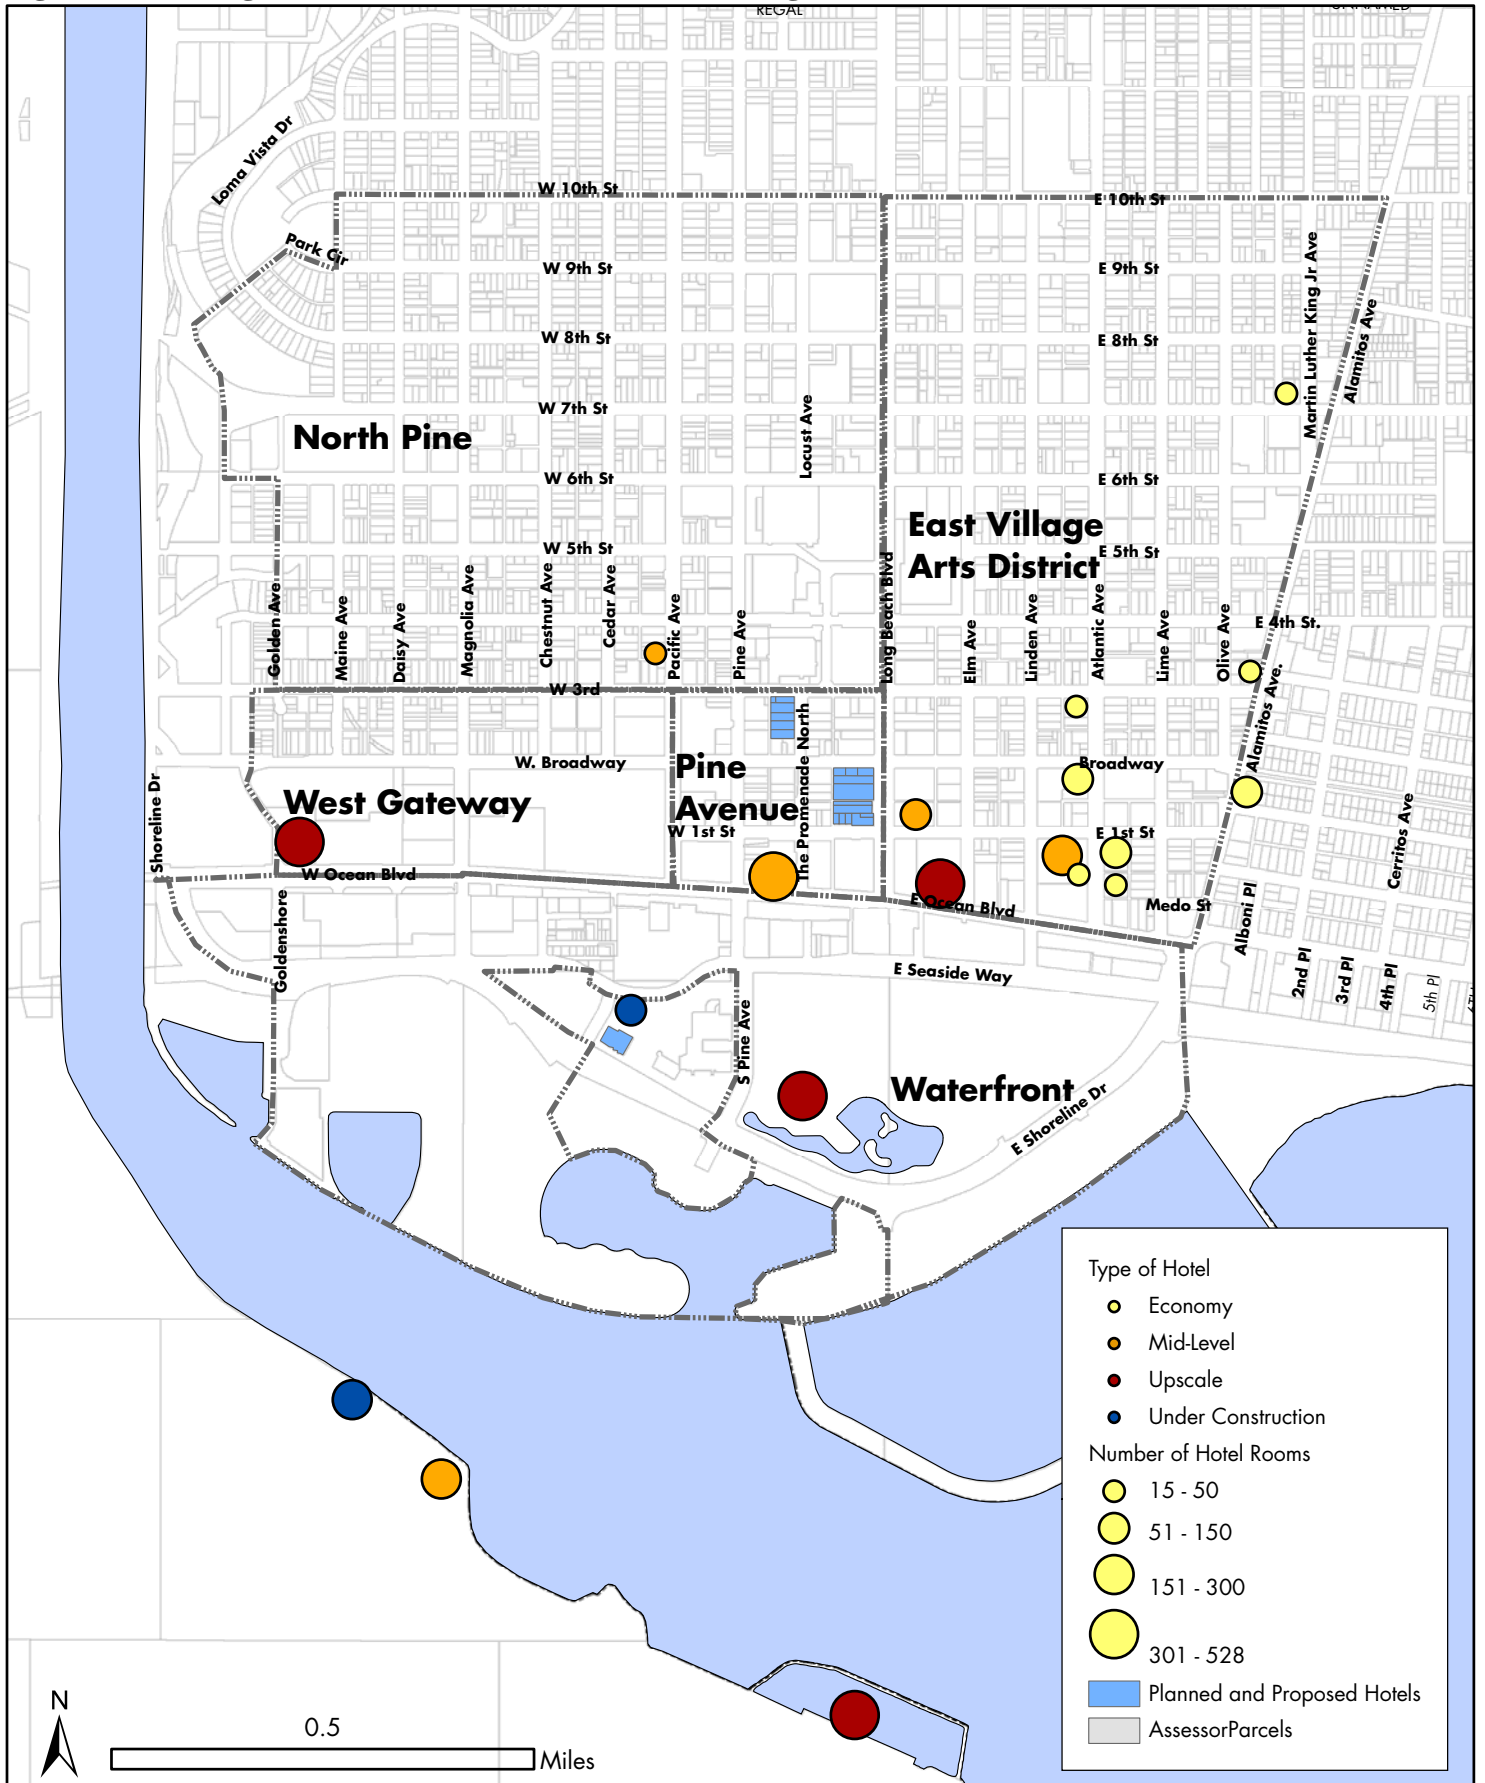 REGAL
Loma Vista Dr
W 10th St
E 10th St
Park Cir
W 9th St
E 9th St
Martin Luther King Jr Ave
W 8th St
E 8th St
Alamitos Ave
W 7th St
Locust Ave
North Pine
W 6th St
E 6th St
East Village
Arts District
W 5th St
E 5th St
Golden Ave
Maine Ave
Daisy Ave
Magnolia Ave
Chestnut Ave
Cedar Ave
Pacific Ave
Pine Ave
Long Beach Blvd
Elm Ave
Linden Ave
Atlantic Ave
Lime Ave
Olive Ave
E 4th St.
W 3rd
Alamitos Ave.
The Promenade North
W. Broadway
Pine
Avenue
Broadway
West Gateway
Shoreline Dr
W 1st St
E 1st St
Cerritos Ave
W Ocean Blvd
E Ocean Blvd
Medo St
Alboni Pl
Goldenshore
E Seaside Way
2nd Pl
3rd Pl
4th Pl
5th Pl
S Pine Ave
Waterfront
E Shoreline Dr
Type of Hotel
Economy
Mid-Level
Upscale
Under Construction
Number of Hotel Rooms
15 - 50
51 - 150
151 - 300
301 - 528
Planned and Proposed Hotels
AssessorParcels
N
0.5
Miles